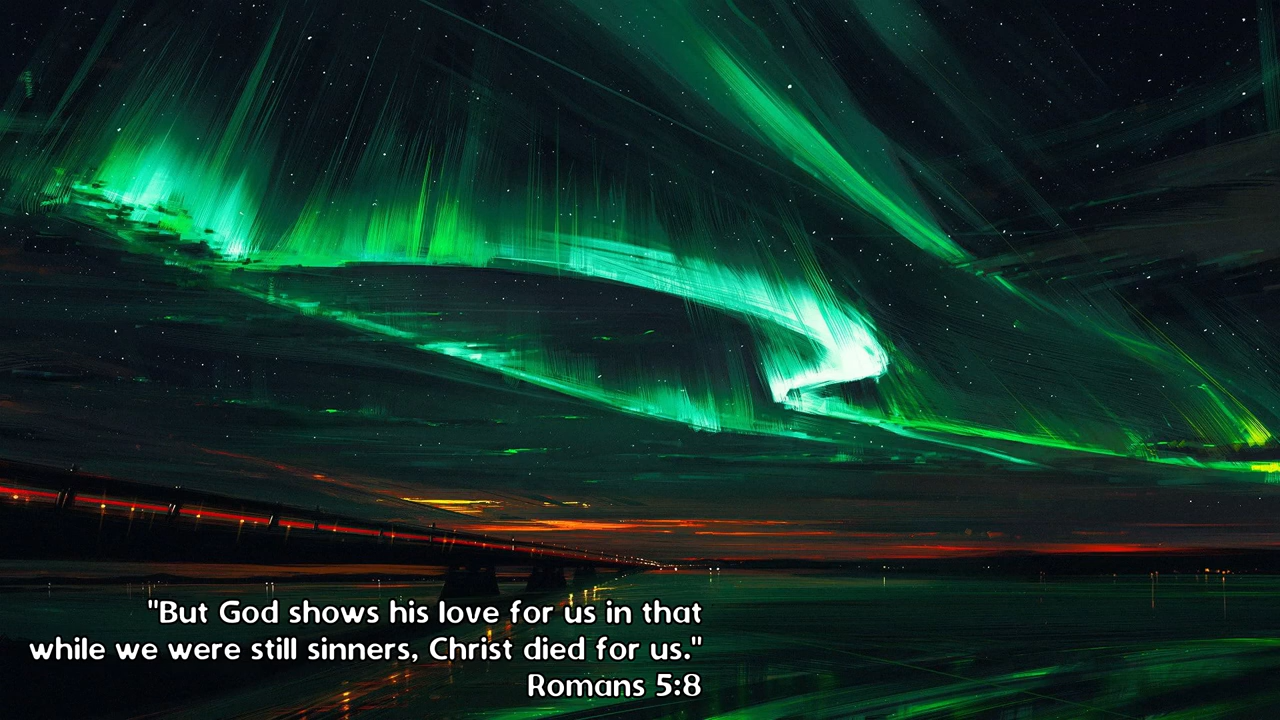 "But God shows his love for us in that
while we were still sinners, Christ died for us."
Romans 5:8